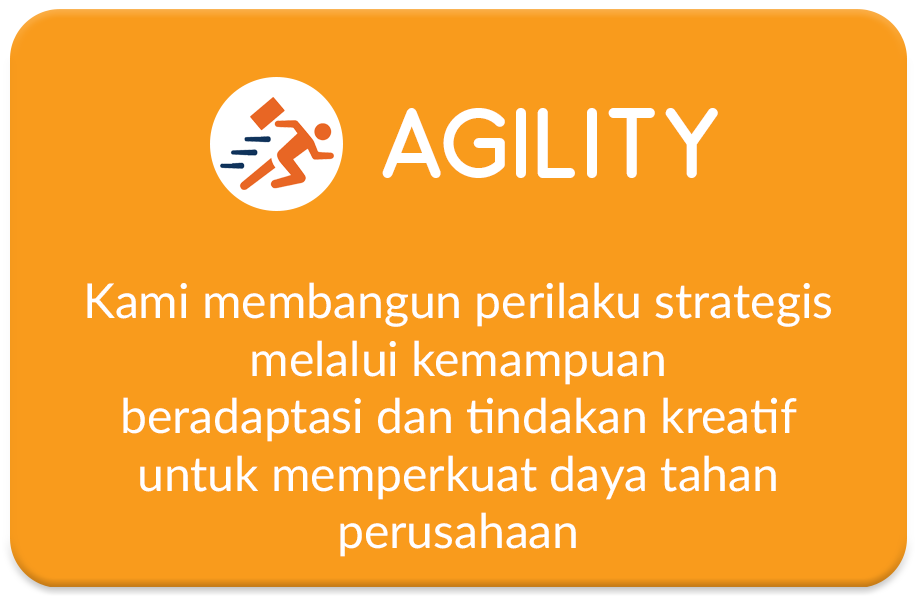 AGILITY
Kami membangun perilaku strategis
melalui kemampuan
beradaptasi dan tindakan kreatif
untuk memperkuat daya tahan
perusahaan